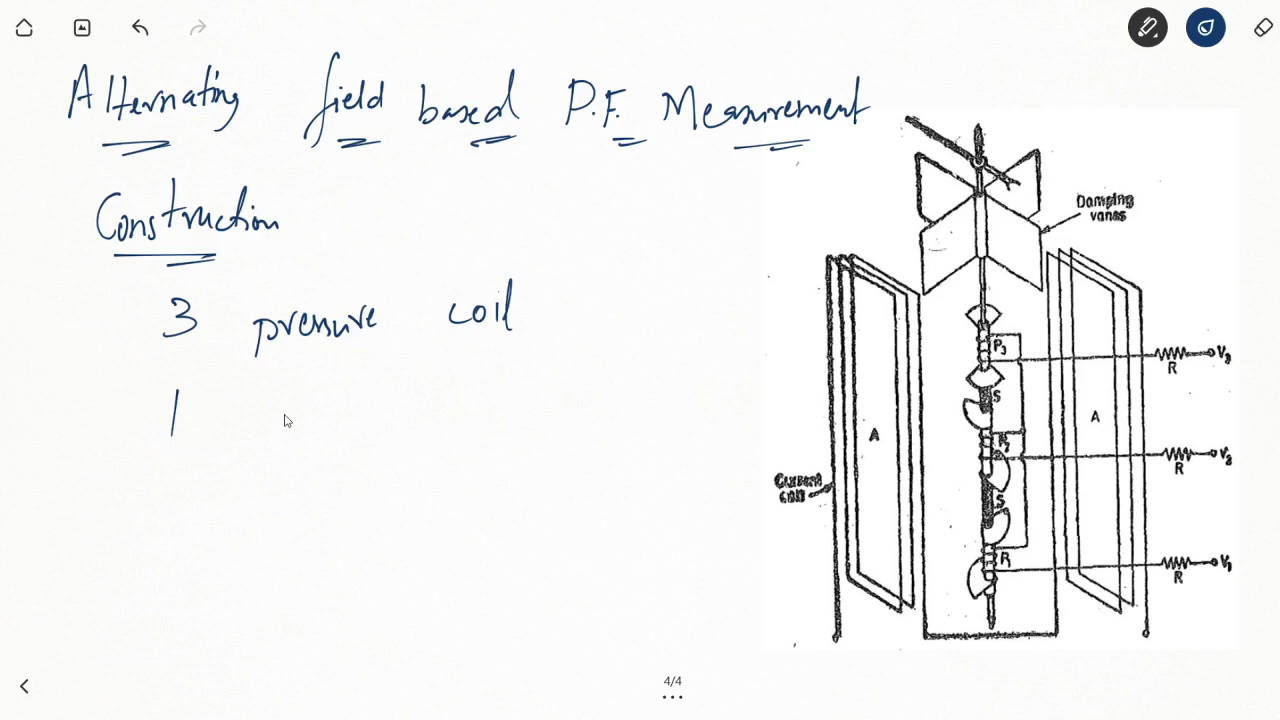 Alternating field based P.F. Measurement
Construction
3 pressure coil
1
Damping
vanes
P3
R V3
S
A
A
P2
R V2
Current
coil
S
P1
R V1
4/4